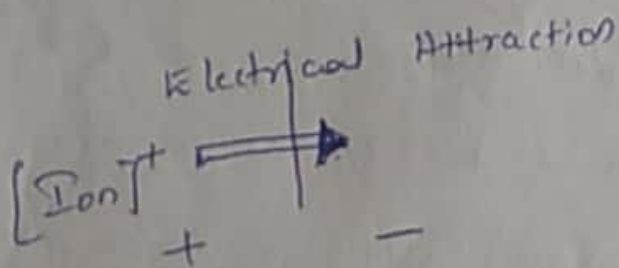 Electrical Attraction
[Ion]+
+ −